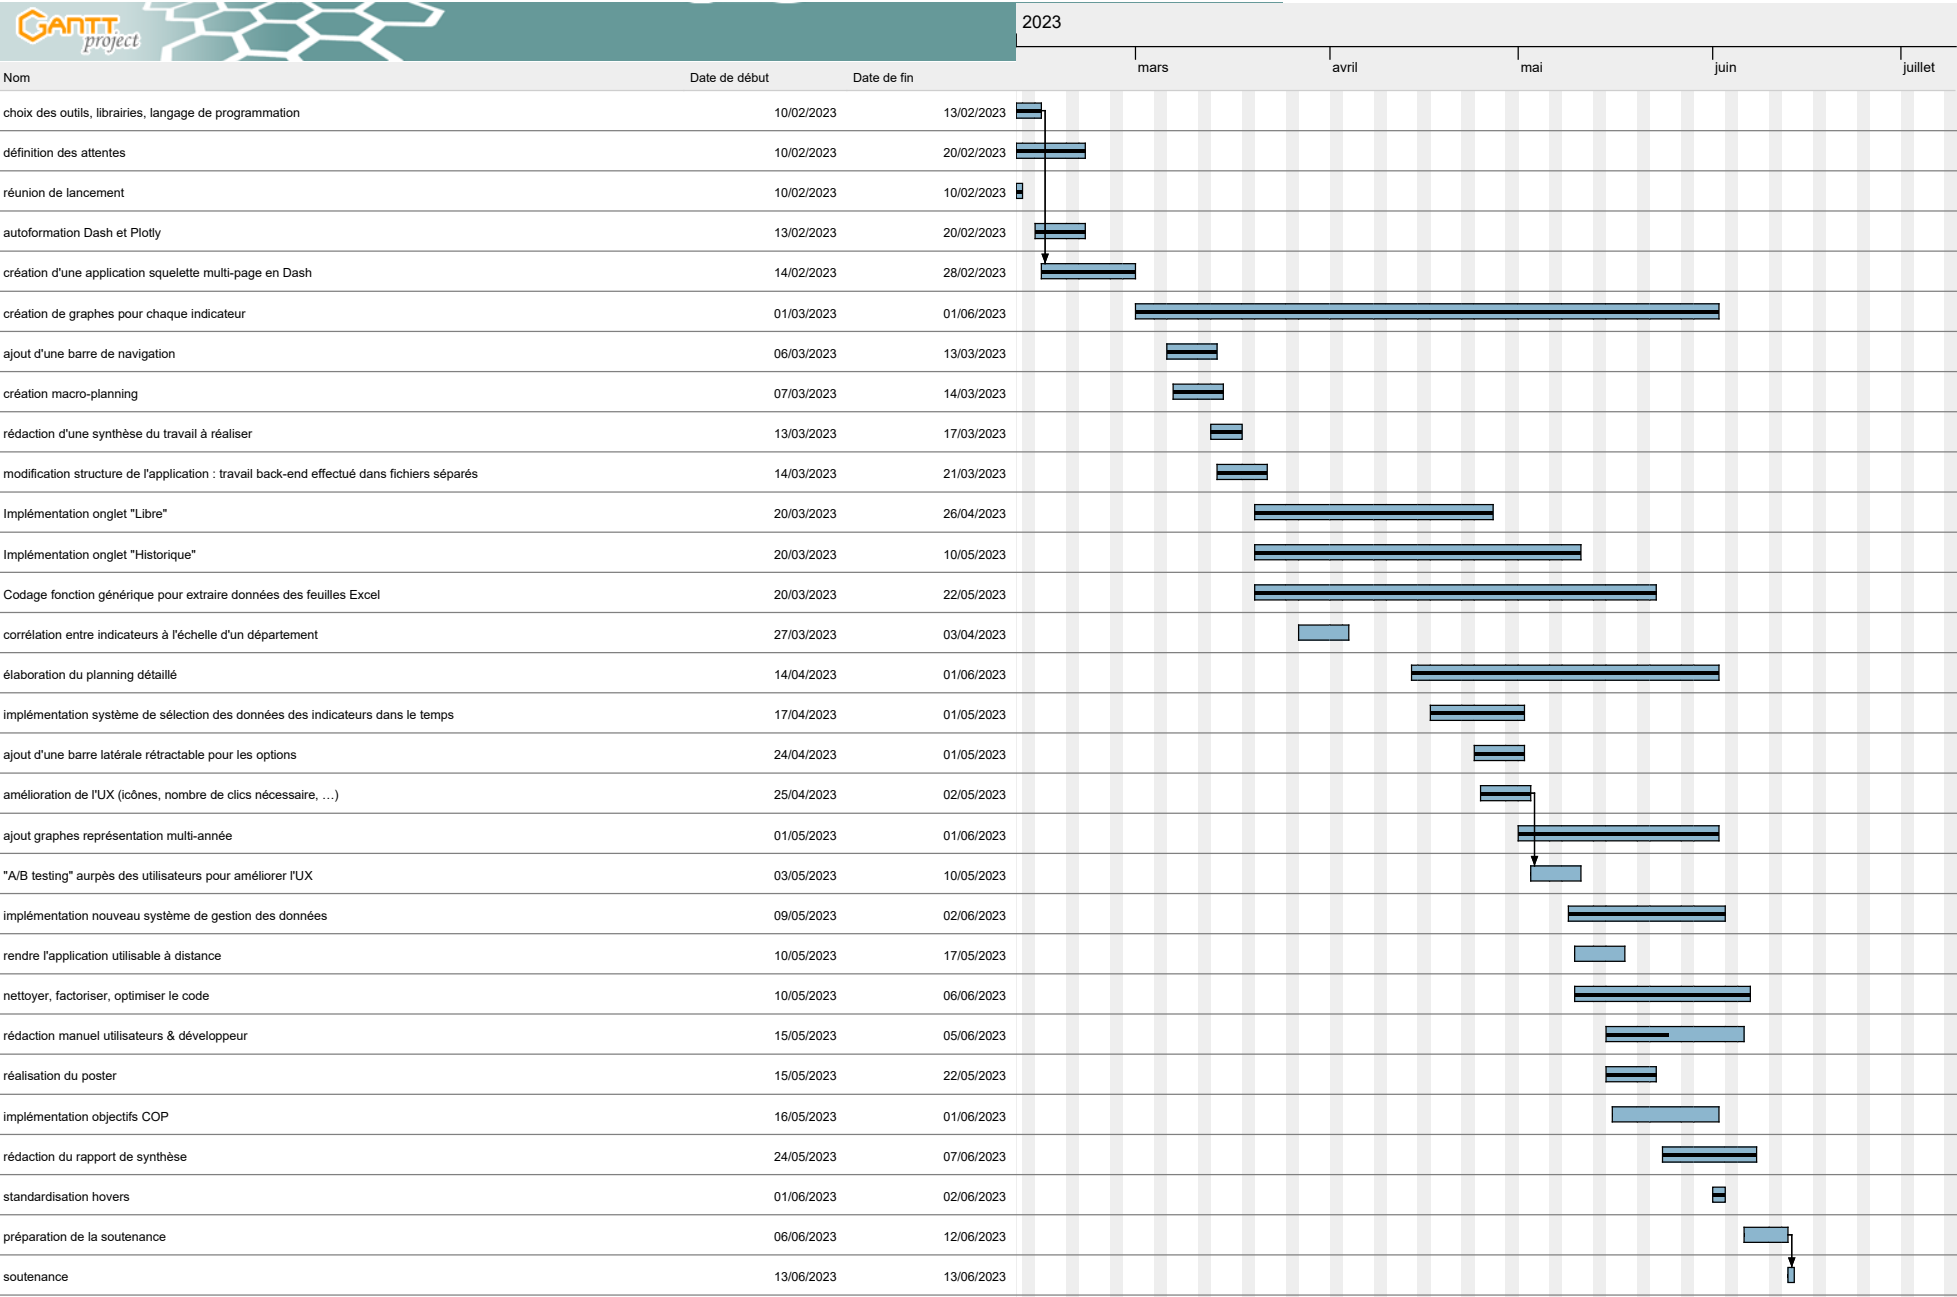 GANTT project
2023
mars avril mai juin juillet
Nom Date de début Date de fin
choix des outils, librairies, langage de programmation 10/02/2023 13/02/2023
définition des attentes 10/02/2023 20/02/2023
réunion de lancement 10/02/2023 10/02/2023
autoformation Dash et Plotly 13/02/2023 20/02/2023
création d'une application squelette multi-page en Dash 14/02/2023 28/02/2023
création de graphes pour chaque indicateur 01/03/2023 01/06/2023
ajout d'une barre de navigation 06/03/2023 13/03/2023
création macro-planning 07/03/2023 14/03/2023
rédaction d'une synthèse du travail à réaliser 13/03/2023 17/03/2023
modification structure de l'application : travail back-end effectué dans fichiers séparés 14/03/2023 21/03/2023
Implémentation onglet "Libre" 20/03/2023 26/04/2023
Implémentation onglet "Historique" 20/03/2023 10/05/2023
Codage fonction générique pour extraire données des feuilles Excel 20/03/2023 22/05/2023
corrélation entre indicateurs à l'échelle d'un département 27/03/2023 03/04/2023
élaboration du planning détaillé 14/04/2023 01/06/2023
implémentation système de sélection des données des indicateurs dans le temps 17/04/2023 01/05/2023
ajout d'une barre latérale rétractable pour les options 24/04/2023 01/05/2023
amélioration de l'UX (icônes, nombre de clics nécessaire, …) 25/04/2023 02/05/2023
ajout graphes représentation multi-année 01/05/2023 01/06/2023
"A/B testing" aurpès des utilisateurs pour améliorer l'UX 03/05/2023 10/05/2023
implémentation nouveau système de gestion des données 09/05/2023 02/06/2023
rendre l'application utilisable à distance 10/05/2023 17/05/2023
nettoyer, factoriser, optimiser le code 10/05/2023 06/06/2023
rédaction manuel utilisateurs & développeur 15/05/2023 05/06/2023
réalisation du poster 15/05/2023 22/05/2023
implémentation objectifs COP 16/05/2023 01/06/2023
rédaction du rapport de synthèse 24/05/2023 07/06/2023
standardisation hovers 01/06/2023 02/06/2023
préparation de la soutenance 06/06/2023 12/06/2023
soutenance 13/06/2023 13/06/2023